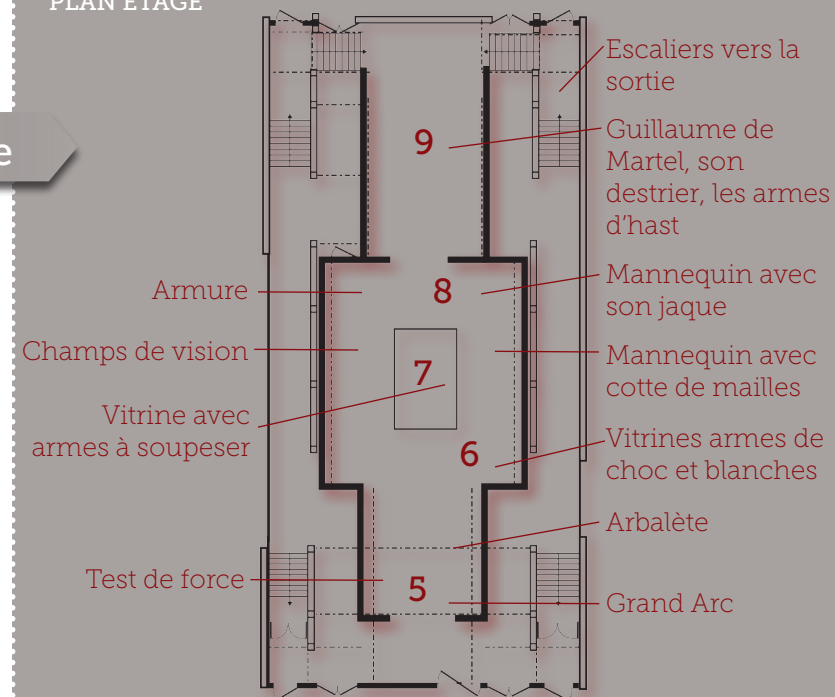 PLAN ÉTAGE
e
Escaliers vers la
sortie
9
Guillaume de
Martel, son
destrier, les armes
d'hast
Armure
8
Mannequin avec
son jaque
Champs de vision
7
Mannequin avec
cotte de mailles
Vitrine avec
armes à soupeser
6
Vitrines armes de
choc et blanches
Arbalète
Test de force
5
Grand Arc